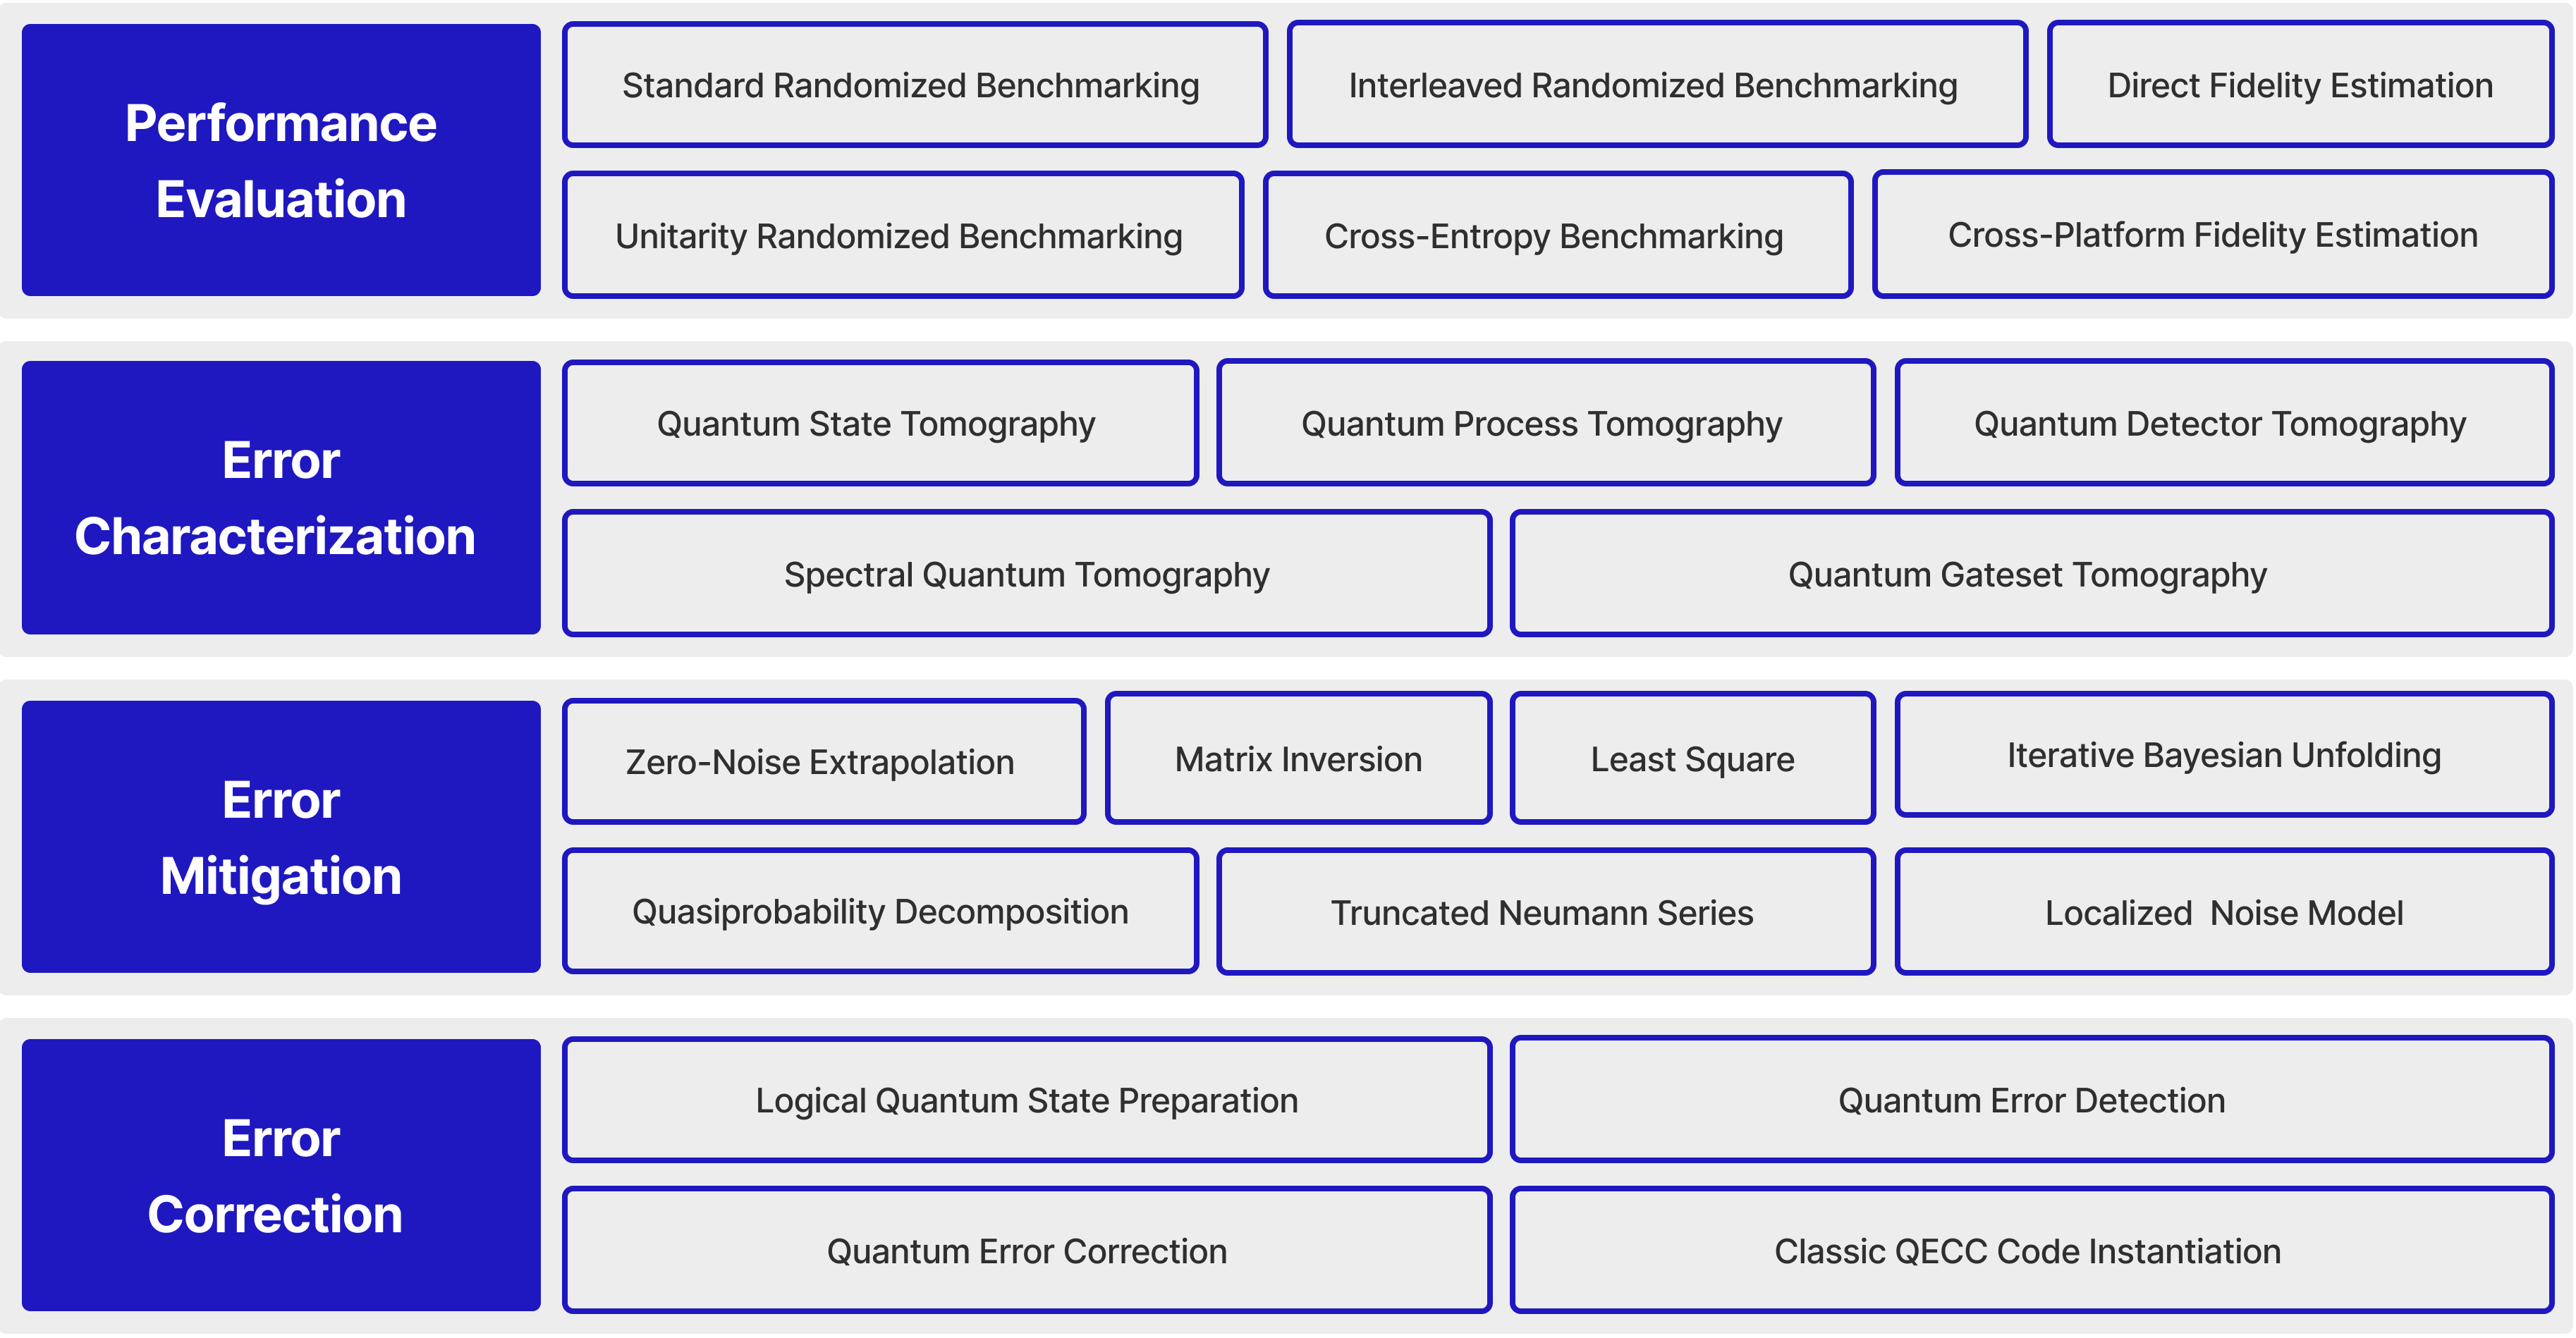 Performance
Evaluation
Standard Randomized Benchmarking
Interleaved Randomized Benchmarking
Direct Fidelity Estimation
Unitarity Randomized Benchmarking
Cross-Entropy Benchmarking
Cross-Platform Fidelity Estimation
Error
Characterization
Quantum State Tomography
Quantum Process Tomography
Quantum Detector Tomography
Spectral Quantum Tomography
Quantum Gateset Tomography
Error
Mitigation
Zero-Noise Extrapolation
Matrix Inversion
Least Square
Iterative Bayesian Unfolding
Quasiprobability Decomposition
Truncated Neumann Series
Localized  Noise Model
Error
Correction
Logical Quantum State Preparation
Quantum Error Detection
Quantum Error Correction
Classic QECC Code Instantiation